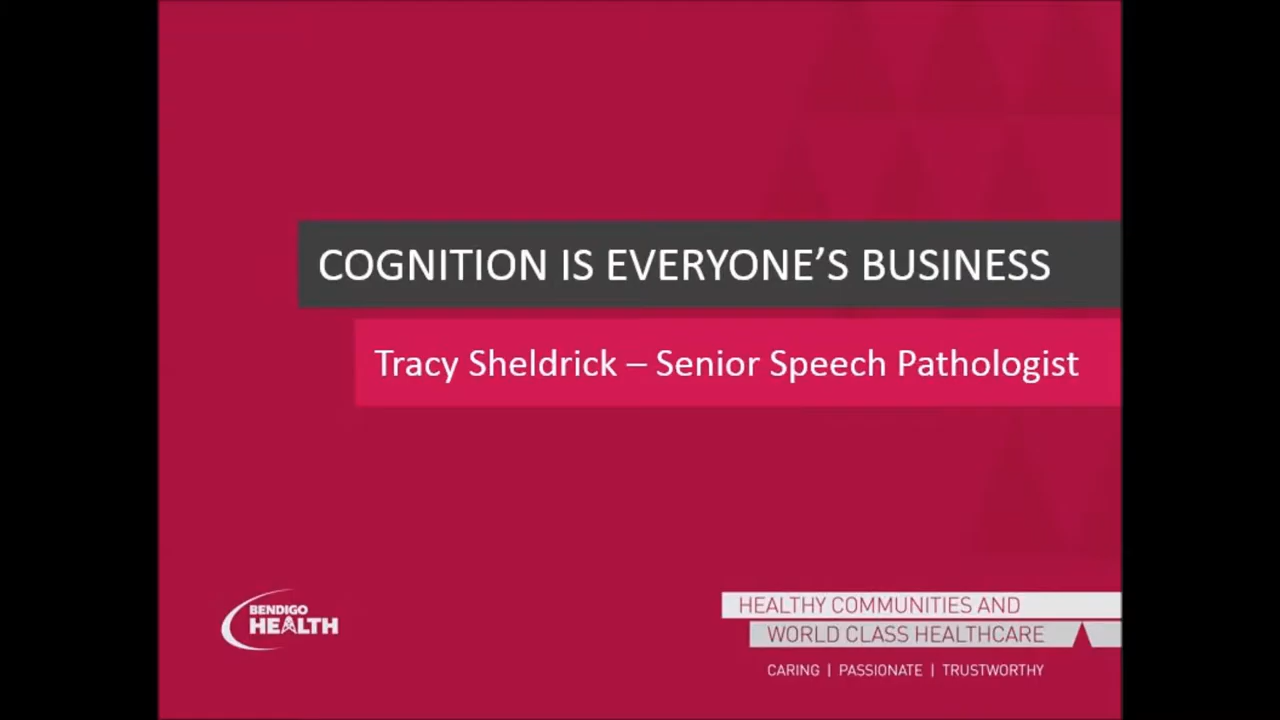 COGNITION IS EVERYONE’S BUSINESS
Tracy Sheldrick – Senior Speech Pathologist
BENDIGO
HEALTH
HEALTHY COMMUNITIES AND
WORLD CLASS HEALTHCARE
CARING | PASSIONATE | TRUSTWORTHY